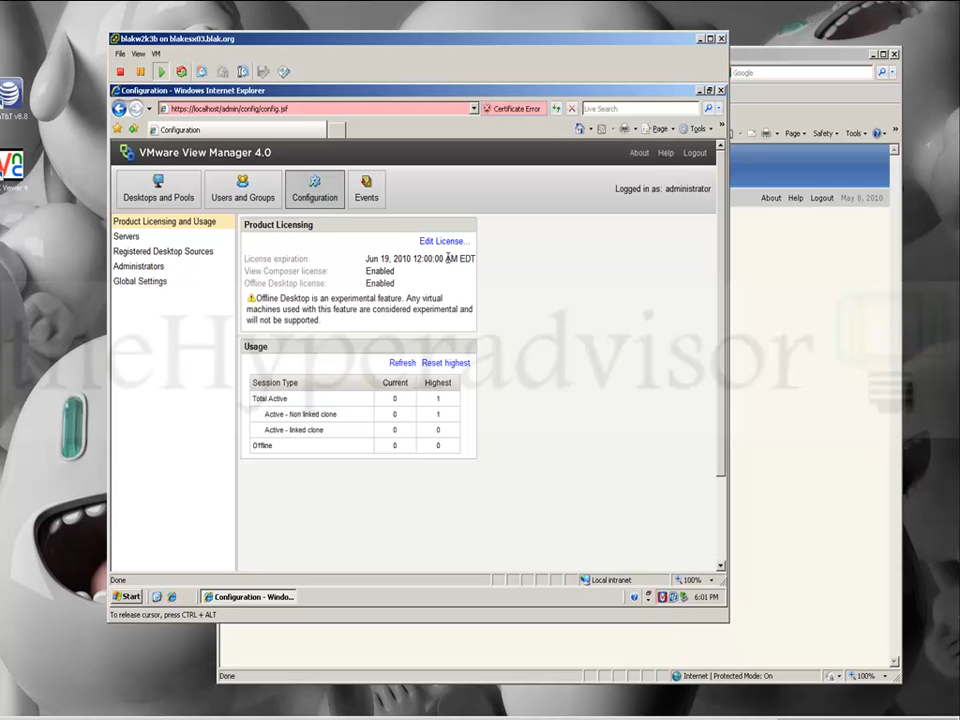 blakw2k3b on blakesx03.blak.org
File View VM
Configuration - Windows Internet Explorer
https://localhost/admin/config/config.jsf
Certificate Error
Live Search
Google
Configuration
Page
Tools
Page
Safety
Tools
VMware View Manager 4.0
About Help Logout
Desktops and Pools
Users and Groups
Configuration
Events
Logged in as: administrator
About Help Logout May 8, 2010
Product Licensing and Usage
Servers
Registered Desktop Sources
Administrators
Global Settings
Product Licensing
Edit License...
License expiration: Jun 19, 2010 12:00:00 AM EDT
View Composer license: Enabled
Offline Desktop license: Enabled
Offline Desktop is an experimental feature. Any virtual
machines used with this feature are considered experimental and
will not be supported.
theHyperadvisor
Usage
Refresh Reset highest
Session Type Current Highest
Total Active 0 1
Active - Non linked clone 0 1
Active - linked clone 0 0
Offline 0 0
Done
Local intranet
100%
Start
Configuration - Windo...
6:01 PM
To release cursor, press CTRL + ALT
Done
Internet | Protected Mode: On
100%
AT&T
v8.8
Viewer 4